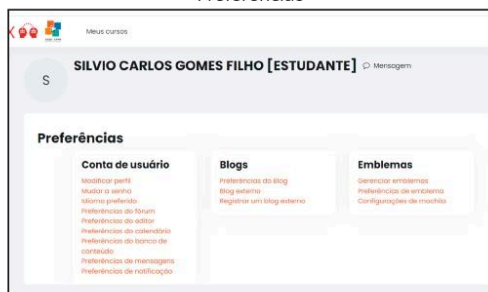 Preferências
Meus cursos
S
SILVIO CARLOS GOMES FILHO [ESTUDANTE]
Mensagem
Preferências
Conta de usuário
Modificar perfil
Mudar a senha
Idioma preferido
Preferências do fórum
Preferências do editor
Preferências do calendário
Preferências do banco de
conteúdo
Preferências de mensagens
Preferências de notificação
Blogs
Preferências do Blog
Blog externo
Registrar um blog externo
Emblemas
Gerenciar emblemas
Preferências de emblema
Configurações de mochila